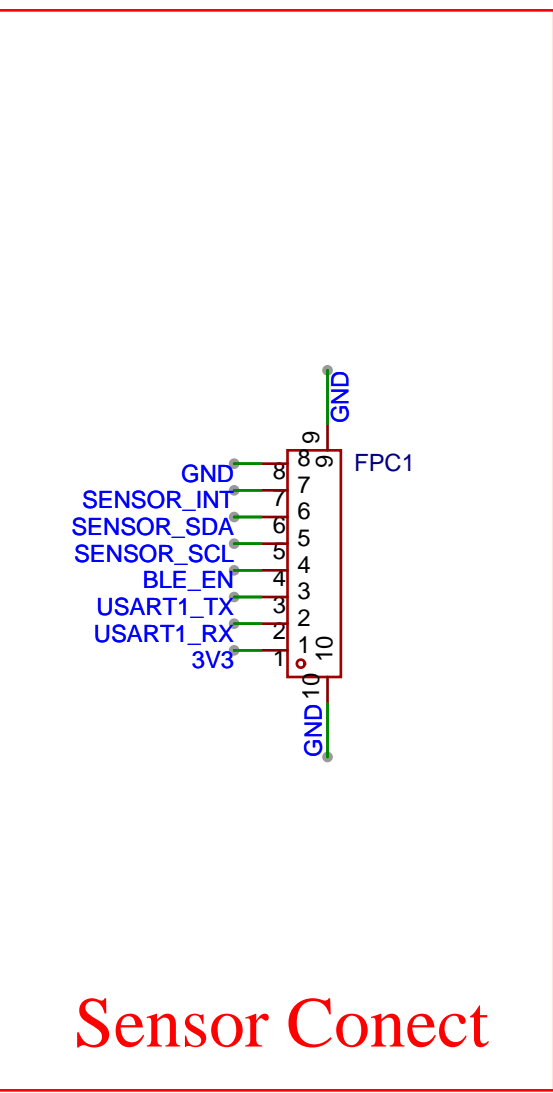 GND
9
FPC1
8
9
GND
8
7
SENSOR_INT
7
6
SENSOR_SDA
6
5
SENSOR_SCL
5
4
BLE_EN
4
3
USART1_TX
3
2
USART1_RX
2
1
10
3V3
1
10
GND
Sensor Conect